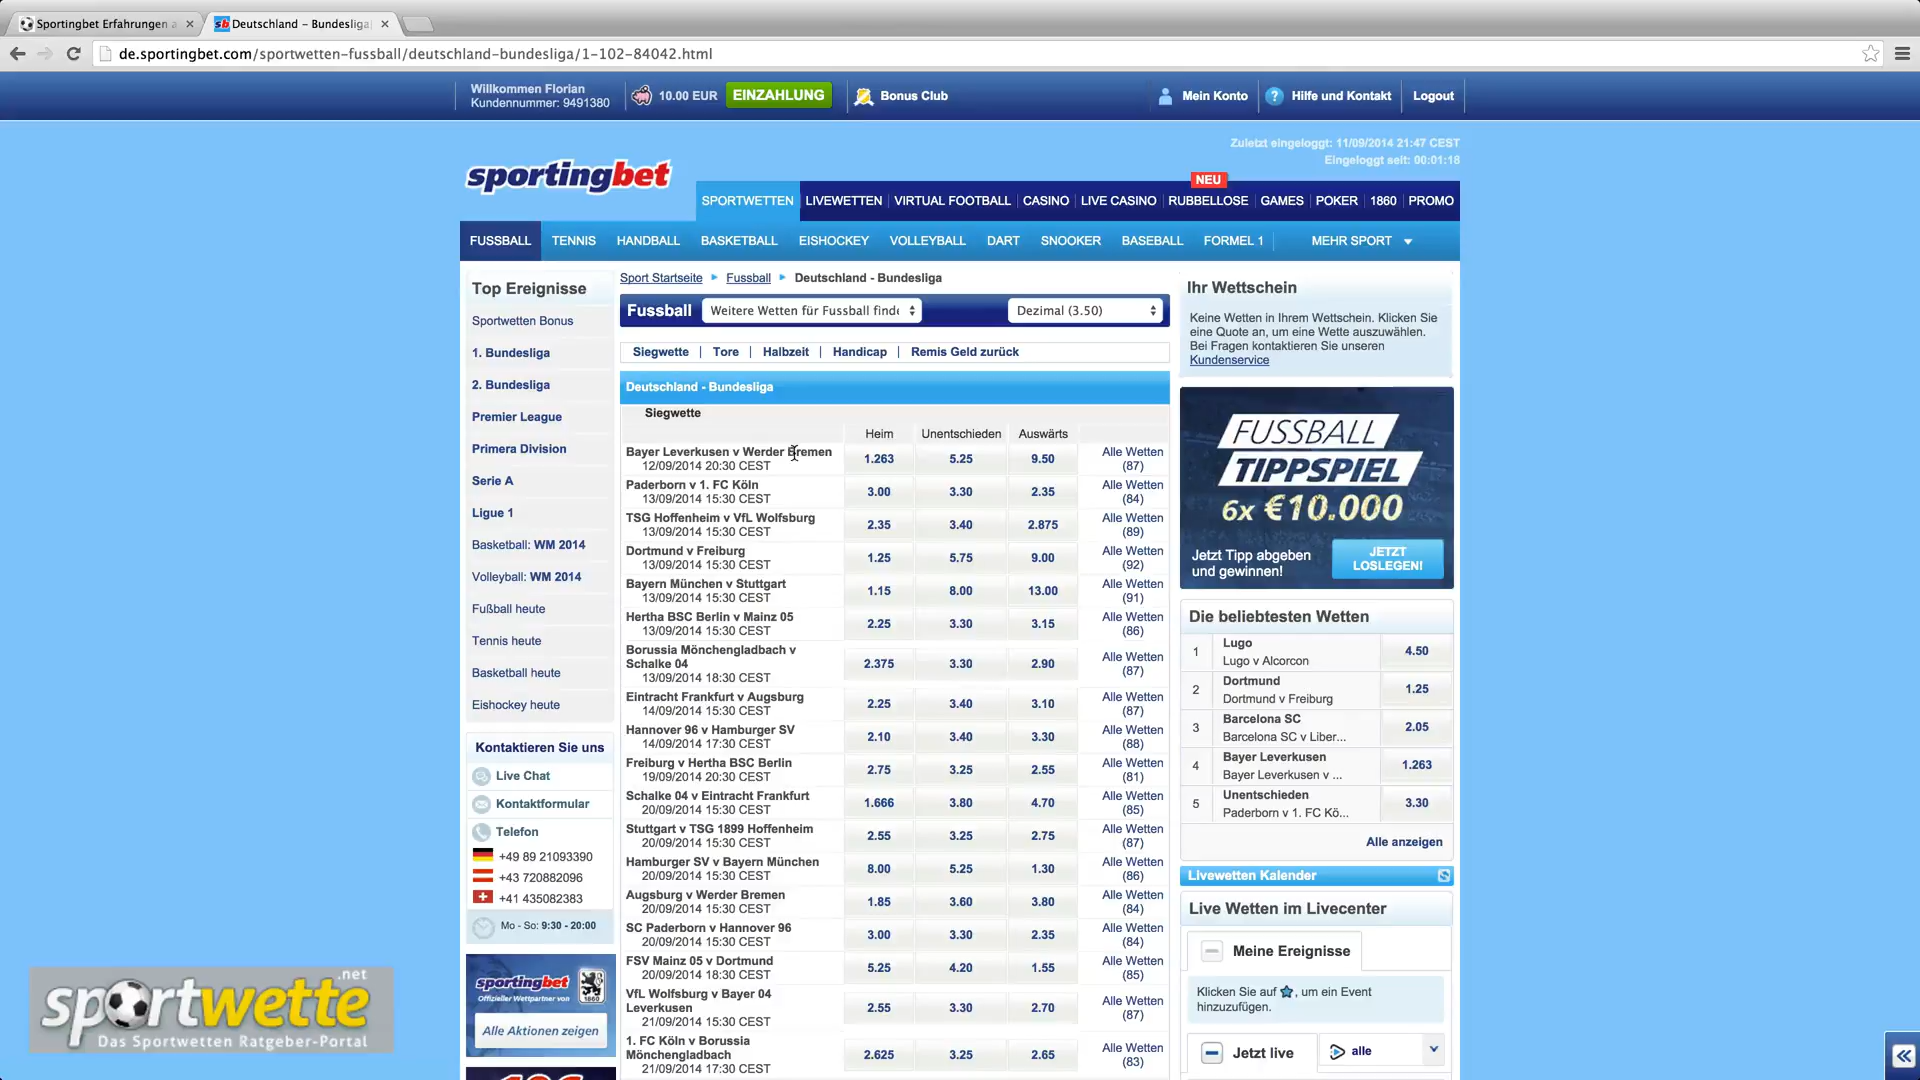 Sportingbet Erfahrungen a
Deutschland – Bundesliga
de.sportingbet.com/sportwetten-fussball/deutschland-bundesliga/1-102-84042.html
Willkommen Florian
Kundennummer: 9491380
10.00 EUR
EINZAHLUNG
Bonus Club
Mein Konto
Hilfe und Kontakt
Logout
Zuletzt eingeloggt: 11/09/2014 21:47 CEST
Eingeloggt seit: 00:01:18
sportingbet
NEU
SPORTWETTEN LIVEWETTEN VIRTUAL FOOTBALL CASINO LIVE CASINO RUBBELLOSE GAMES POKER 1860 PROMO
FUSSBALL TENNIS HANDBALL BASKETBALL EISHOCKEY VOLLEYBALL DART SNOOKER BASEBALL FORMEL 1 MEHR SPORT
Top Ereignisse
Sportwetten Bonus
1. Bundesliga
2. Bundesliga
Premier League
Primera Division
Serie A
Ligue 1
Basketball: WM 2014
Volleyball: WM 2014
Fußball heute
Tennis heute
Basketball heute
Eishockey heute
Kontaktieren Sie uns
Live Chat
Kontaktformular
Telefon
+49 89 21093390
+43 720882096
+41 435082383
Mo - So: 9:30 - 20:00
sportingbet
Offizieller Wettpartner von
1860
Alle Aktionen zeigen
Sport Startseite Fussball Deutschland - Bundesliga
Fussball Weitere Wetten für Fussball finde Dezimal (3.50)
Siegwette | Tore | Halbzeit | Handicap | Remis Geld zurück
Deutschland - Bundesliga
Siegwette
Heim Unentschieden Auswärts
Bayer Leverkusen v Werder Bremen
12/09/2014 20:30 CEST
1.263 5.25 9.50 Alle Wetten
(87)
Paderborn v 1. FC Köln
13/09/2014 15:30 CEST
3.00 3.30 2.35 Alle Wetten
(84)
TSG Hoffenheim v VfL Wolfsburg
13/09/2014 15:30 CEST
2.35 3.40 2.875 Alle Wetten
(89)
Dortmund v Freiburg
13/09/2014 15:30 CEST
1.25 5.75 9.00 Alle Wetten
(92)
Bayern München v Stuttgart
13/09/2014 15:30 CEST
1.15 8.00 13.00 Alle Wetten
(91)
Hertha BSC Berlin v Mainz 05
13/09/2014 15:30 CEST
2.25 3.30 3.15 Alle Wetten
(86)
Borussia Mönchengladbach v
Schalke 04
13/09/2014 18:30 CEST
2.375 3.30 2.90 Alle Wetten
(87)
Eintracht Frankfurt v Augsburg
14/09/2014 15:30 CEST
2.25 3.40 3.10 Alle Wetten
(87)
Hannover 96 v Hamburger SV
14/09/2014 17:30 CEST
2.10 3.40 3.30 Alle Wetten
(88)
Freiburg v Hertha BSC Berlin
19/09/2014 20:30 CEST
2.75 3.25 2.55 Alle Wetten
(81)
Schalke 04 v Eintracht Frankfurt
20/09/2014 15:30 CEST
1.666 3.80 4.70 Alle Wetten
(85)
Stuttgart v TSG 1899 Hoffenheim
20/09/2014 15:30 CEST
2.55 3.25 2.75 Alle Wetten
(87)
Hamburger SV v Bayern München
20/09/2014 15:30 CEST
8.00 5.25 1.30 Alle Wetten
(86)
Augsburg v Werder Bremen
20/09/2014 15:30 CEST
1.85 3.60 3.80 Alle Wetten
(84)
SC Paderborn v Hannover 96
20/09/2014 15:30 CEST
3.00 3.30 2.35 Alle Wetten
(84)
FSV Mainz 05 v Dortmund
20/09/2014 18:30 CEST
5.25 4.20 1.55 Alle Wetten
(85)
VfL Wolfsburg v Bayer 04
Leverkusen
21/09/2014 15:30 CEST
2.55 3.30 2.70 Alle Wetten
(87)
1. FC Köln v Borussia
Mönchengladbach
21/09/2014 17:30 CEST
2.625 3.25 2.65 Alle Wetten
(83)
Ihr Wettschein
Keine Wetten in Ihrem Wettschein. Klicken Sie
eine Quote an, um eine Wette auszuwählen.
Bei Fragen kontaktieren Sie unseren
Kundenservice
FUSSBALL
TIPPSPIEL
6x €10.000
Jetzt Tipp abgeben
und gewinnen!
JETZT
LOSLEGEN!
Die beliebtesten Wetten
1 Lugo
Lugo v Alcorcon
4.50
2 Dortmund
Dortmund v Freiburg
1.25
3 Barcelona SC
Barcelona SC v Liber...
2.05
4 Bayer Leverkusen
Bayer Leverkusen v ...
1.263
5 Unentschieden
Paderborn v 1. FC Kö...
3.30
Alle anzeigen
Livewetten Kalender
Live Wetten im Livecenter
Meine Ereignisse
Klicken Sie auf , um ein Event
hinzuzufügen.
Jetzt live
alle
sportwette.net
Das Sportwetten Ratgeber-Portal